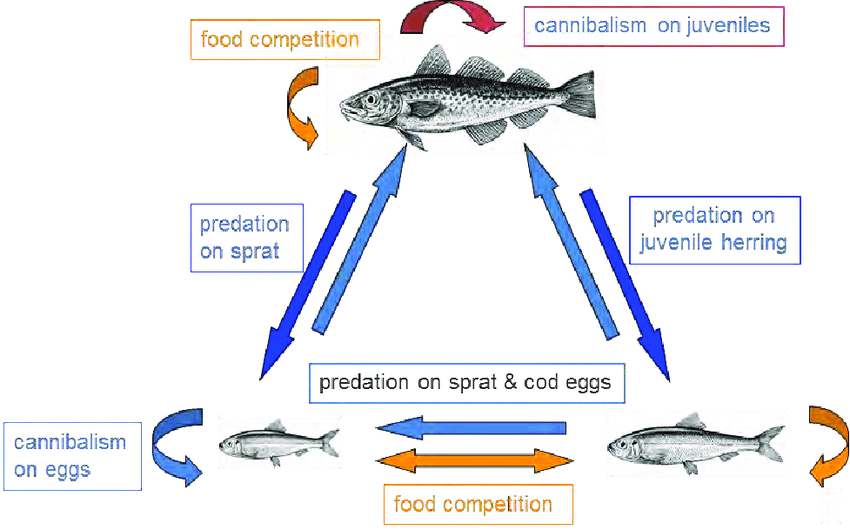 food competition
cannibalism on juveniles
predation
on sprat
predation on
juvenile herring
predation on sprat & cod eggs
cannibalism
on eggs
food competition